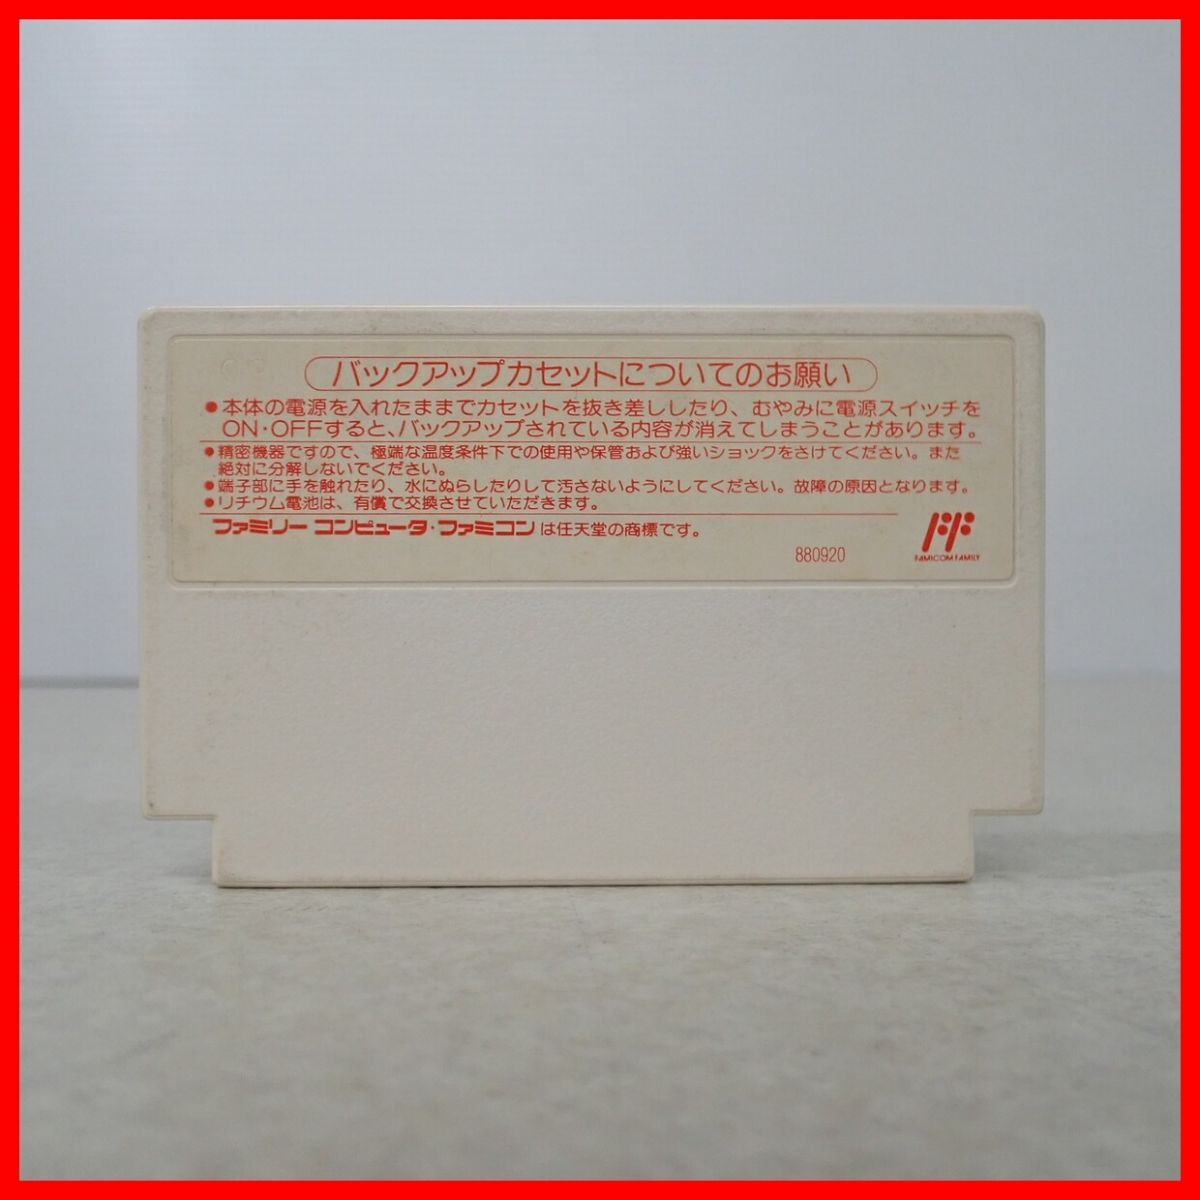 バックアップカセットについてのお願い
●本体の電源を入れたままでカセットを抜き差ししたり、むやみに電源スイッチを
ON・OFFすると、バックアップされている内容が消えてしまうことがあります。
●精密機器ですので、極端な温度条件下での使用や保管および強いショックをさけてください。また
絶対に分解しないでください。
●端子部に手を触れたり、水にぬらしたりして汚さないようにしてください。故障の原因となります。
●リチウム電池は、有償で交換させていただきます。
ファミリー コンピュータ・ファミコン は任天堂の商標です。
880920
FF
FAMICOM FAMILY